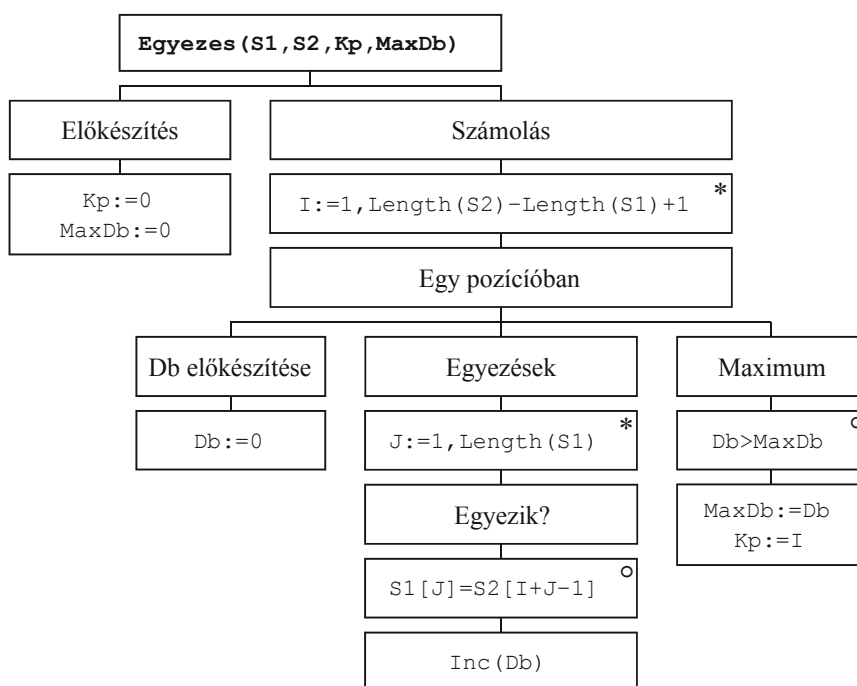 Egyezes(S1,S2,Kp,MaxDb)
Előkészítés
Számolás
Kp:=0
MaxDb:=0
I:=1,Length(S2)-Length(S1)+1 *
Egy pozícióban
Db előkészítése
Egyezések
Maximum
Db:=0
J:=1,Length(S1) *
Db>MaxDb
Egyezik?
MaxDb:=Db
Kp:=I
S1[J]=S2[I+J-1]
Inc(Db)